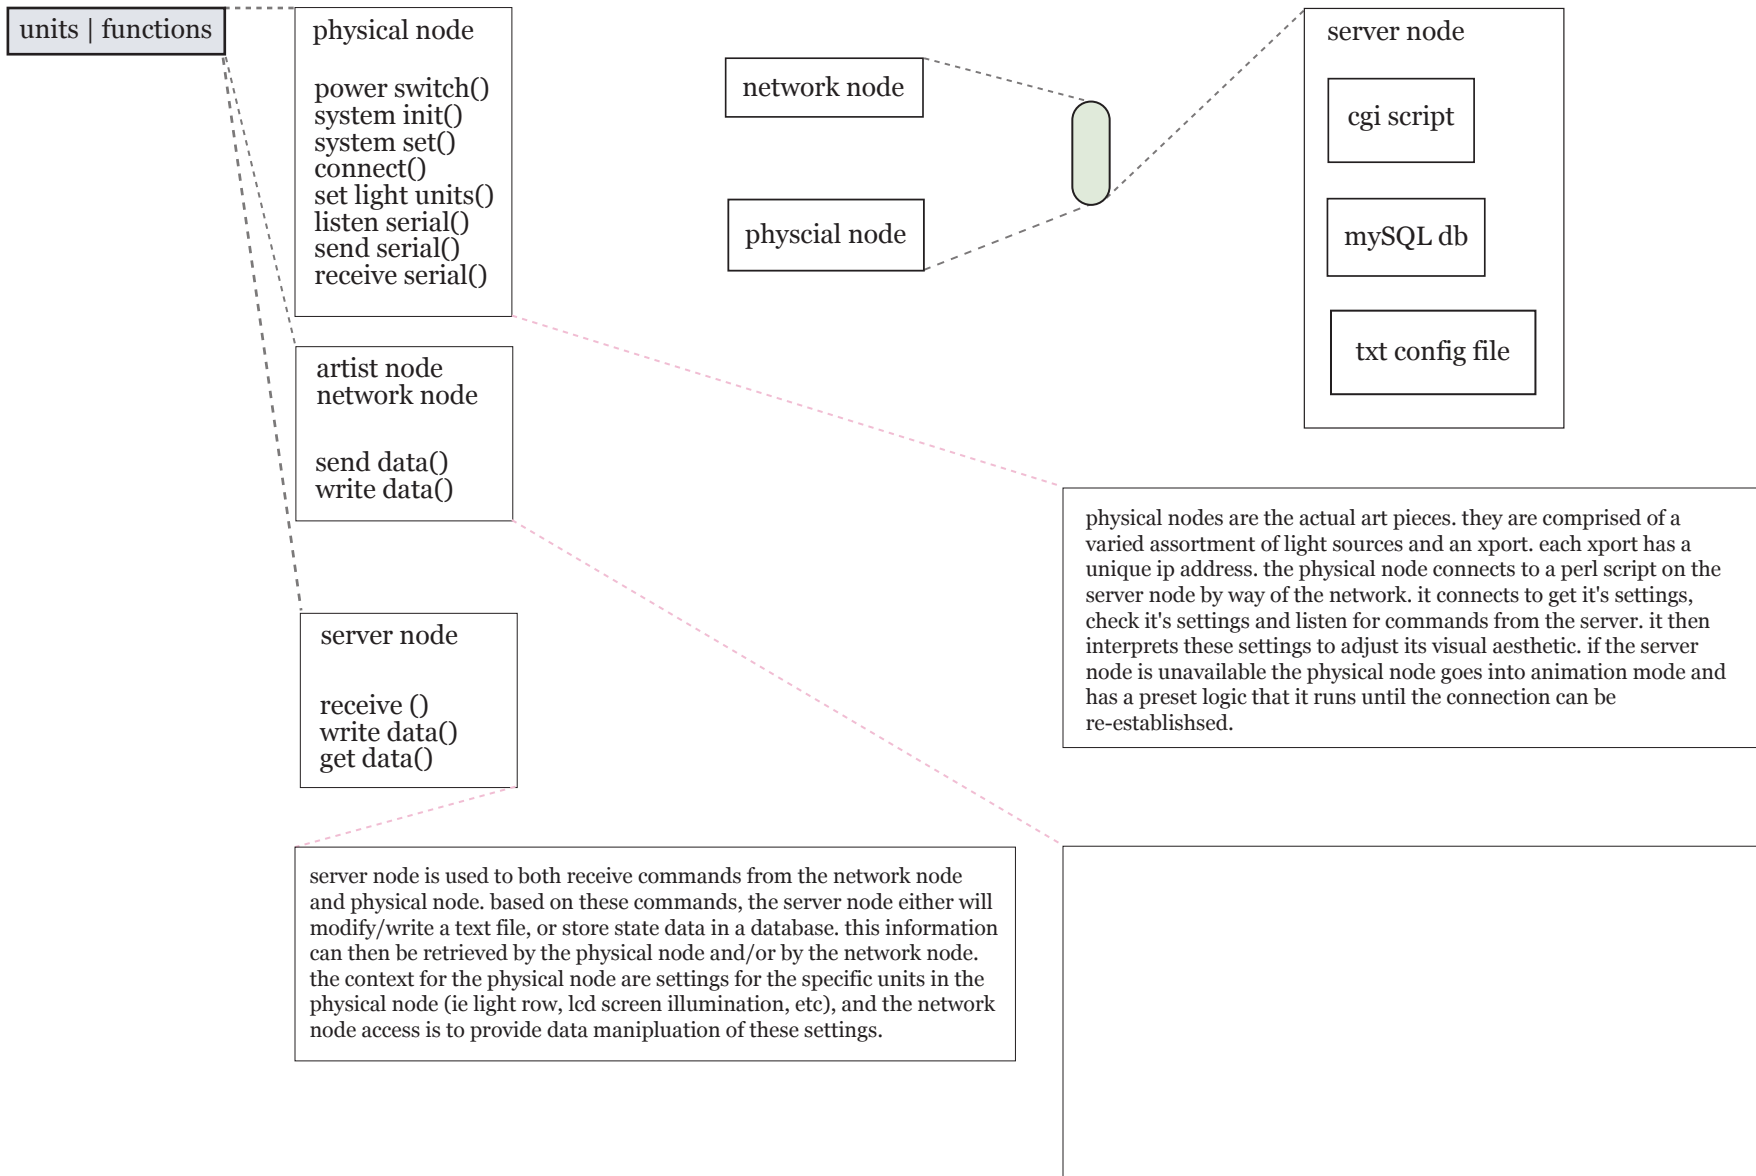 units | functions
physical node
power switch()
system init()
system set()
connect()
set light units()
listen serial()
send serial()
receive serial()
artist node
network node
send data()
write data()
server node
receive ()
write data()
get data()
network node
physcial node
server node
cgi script
mySQL db
txt config file
physical nodes are the actual art pieces. they are comprised of a
varied assortment of light sources and an xport. each xport has a
unique ip address. the physical node connects to a perl script on the
server node by way of the network. it connects to get it's settings,
check it's settings and listen for commands from the server. it then
interprets these settings to adjust its visual aesthetic. if the server
node is unavailable the physical node goes into animation mode and
has a preset logic that it runs until the connection can be
re-establishsed.
server node is used to both receive commands from the network node
and physical node. based on these commands, the server node either will
modify/write a text file, or store state data in a database. this information
can then be retrieved by the physical node and/or by the network node.
the context for the physical node are settings for the specific units in the
physical node (ie light row, lcd screen illumination, etc), and the network
node access is to provide data manipluation of these settings.